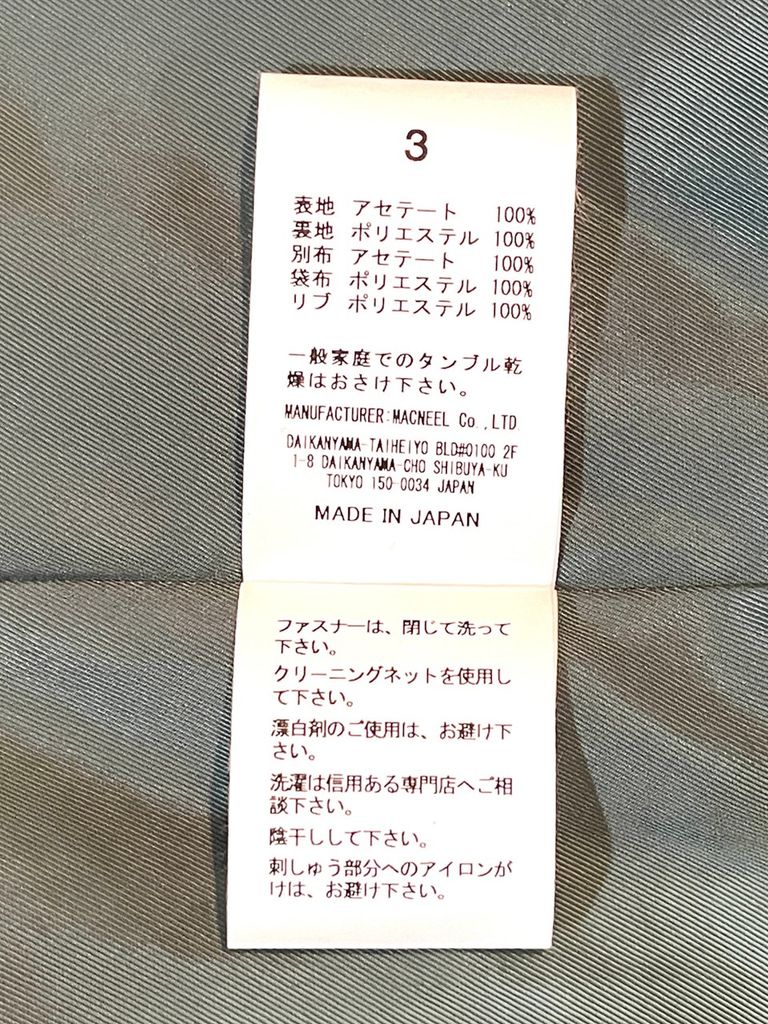 3
表地 アセテート 100%
裏地 ポリエステル 100%
別布 アセテート 100%
袋布 ポリエステル 100%
リブ ポリエステル 100%
一般家庭でのタンブル乾
燥はおさけ下さい。
MANUFACTURER:MACNEEL Co.,LTD.
DAIKANYAMA-TAIHEIYO BLD#0100 2F
1-8 DAIKANYAMA-CHO SHIBUYA-KU
TOKYO 150-0034 JAPAN
MADE IN JAPAN
ファスナーは、閉じて洗って
下さい。
クリーニングネットを使用し
て下さい。
漂白剤のご使用は、お避け下
さい。
洗濯は信用ある専門店へご相
談下さい。
陰干しして下さい。
刺しゅう部分へのアイロンが
けは、お避け下さい。